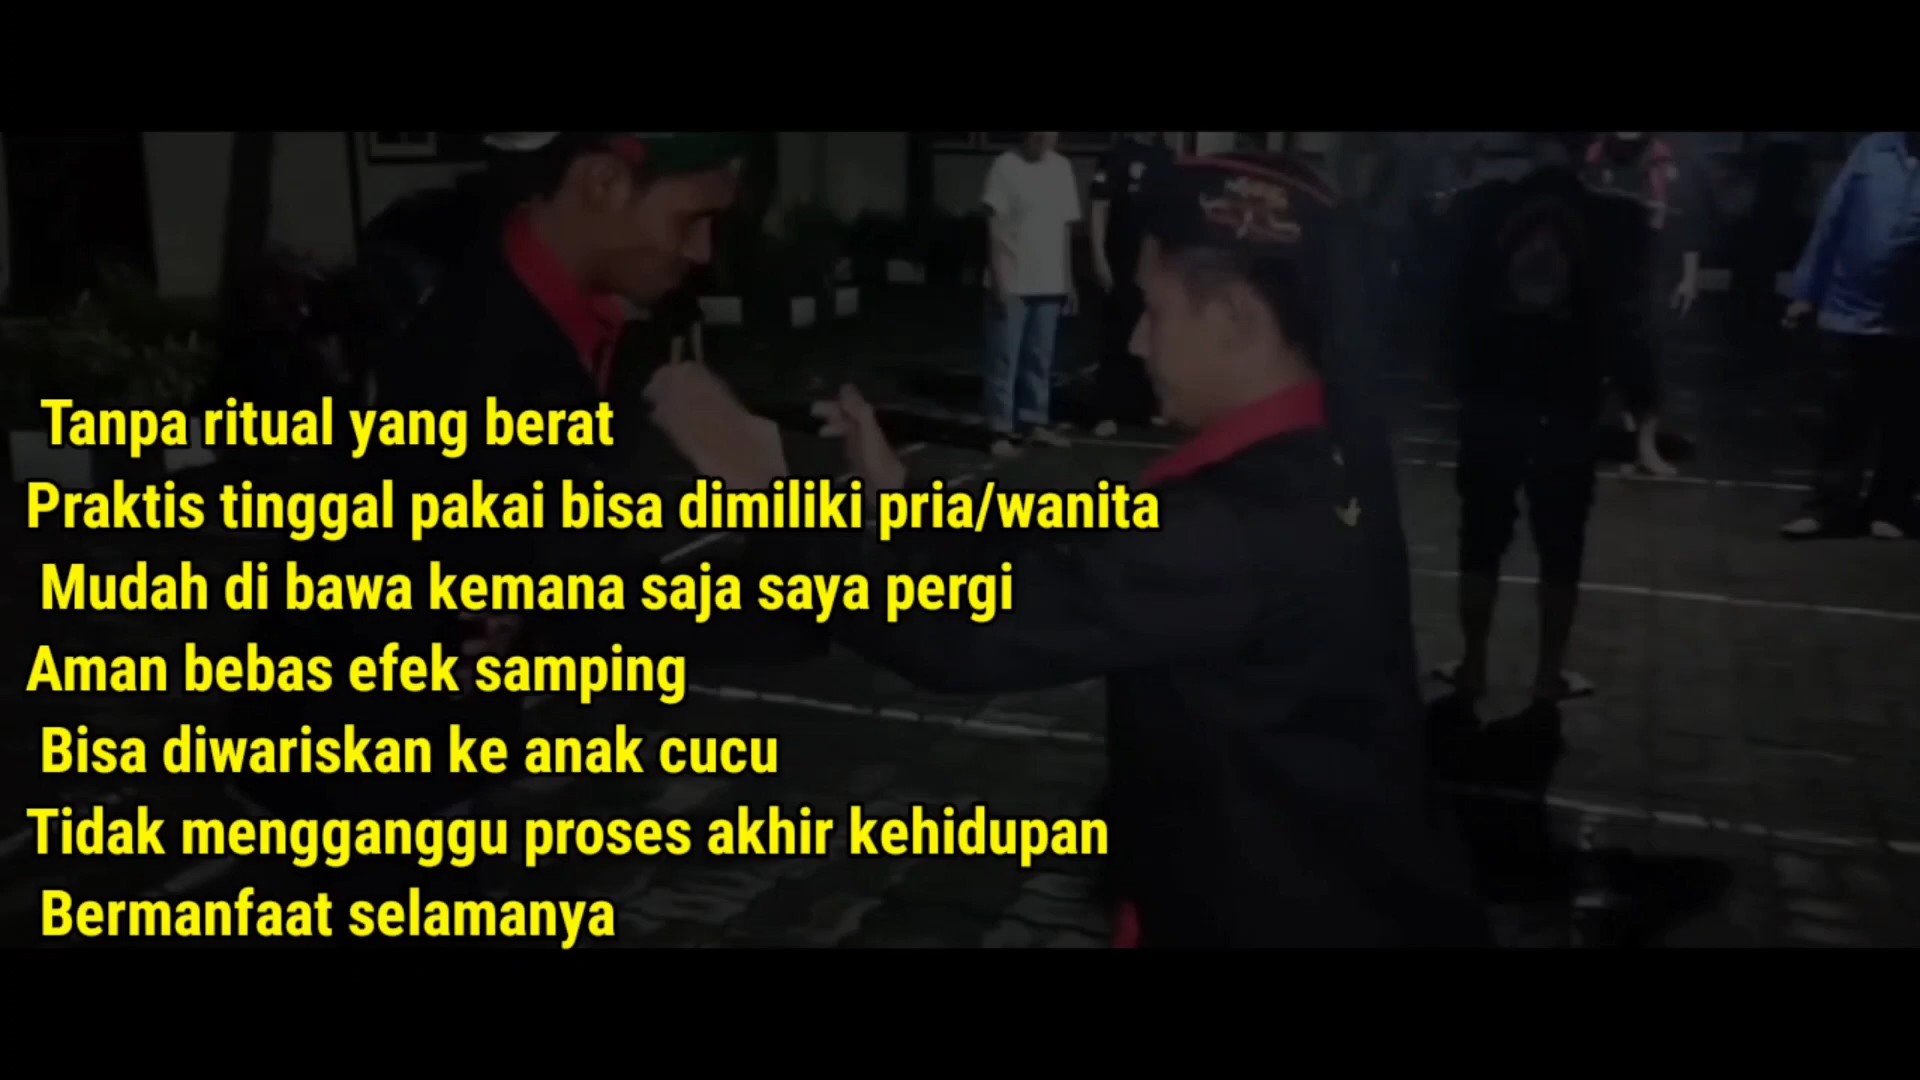 Tanpa ritual yang berat
Praktis tinggal pakai bisa dimiliki pria/wanita
Mudah di bawa kemana saja saya pergi
Aman bebas efek samping
Bisa diwariskan ke anak cucu
Tidak mengganggu proses akhir kehidupan
Bermanfaat selamanya